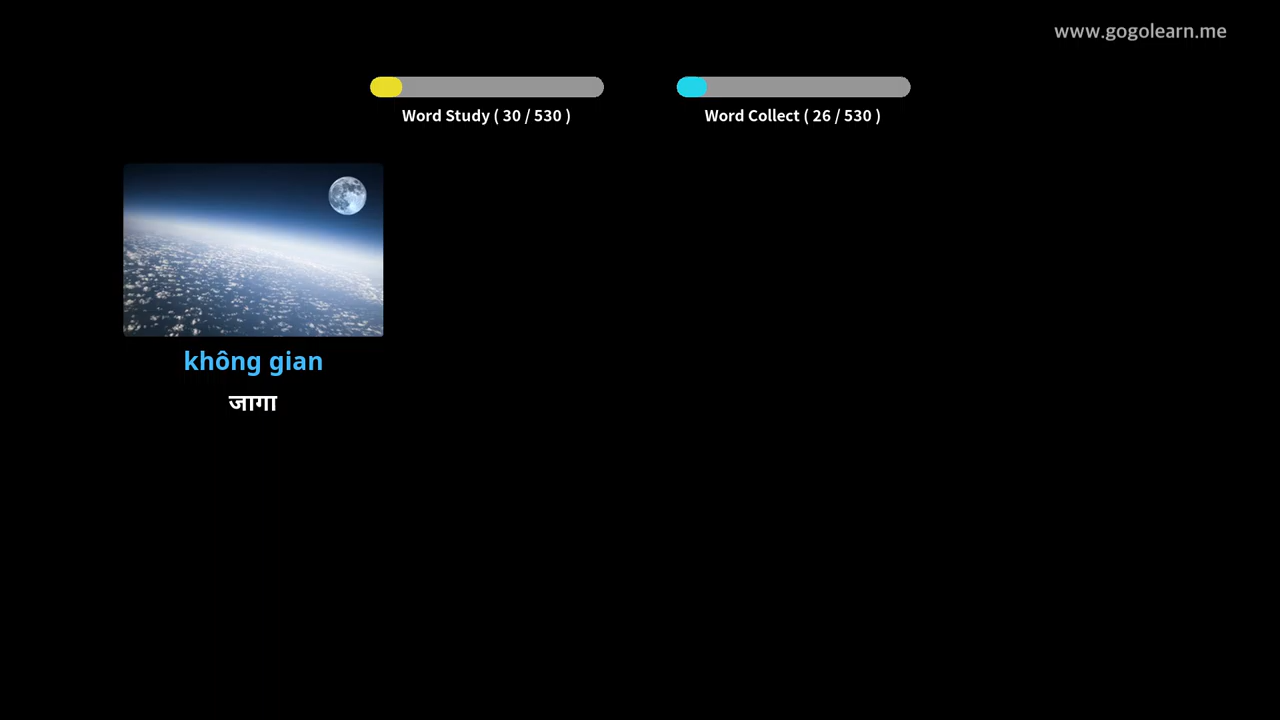 www.gogolearn.me
Word Study ( 30 / 530 )
Word Collect ( 26 / 530 )
không gian
जागा